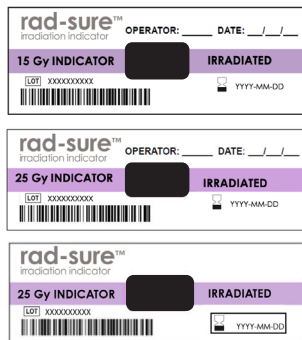 rad-sure™
irradiation indicator
OPERATOR: _____ DATE: __/__/__
15 Gy INDICATOR IRRADIATED
LOT XXXXXXXXXX
YYYY-MM-DD
rad-sure™
irradiation indicator
OPERATOR: _____ DATE: __/__/__
25 Gy INDICATOR IRRADIATED
LOT XXXXXXXXXX
YYYY-MM-DD
rad-sure™
irradiation indicator
25 Gy INDICATOR IRRADIATED
LOT XXXXXXXXXX
YYYY-MM-DD